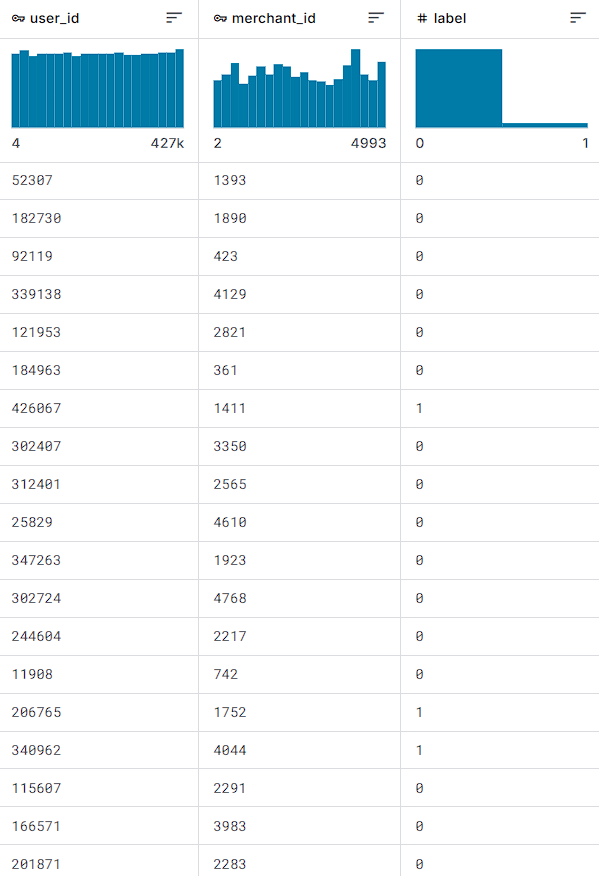 user_id merchant_id # label
4 427k 2 4993 0 1
52307 1393 0
182730 1890 0
92119 423 0
339138 4129 0
121953 2821 0
184963 361 0
426067 1411 1
302407 3350 0
312401 2565 0
25829 4610 0
347263 1923 0
302724 4768 0
244604 2217 0
11908 742 0
206765 1752 1
340962 4044 1
115607 2291 0
166571 3983 0
201871 2283 0